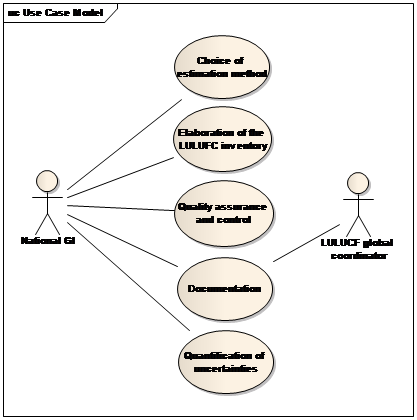 uc Use Case Model
Choice of
estimation method
Elaboration of the
LULUFC inventory
Quality assurance
and control
National GI
LULUCF global
coordinator
Documentation
Quantification of
uncertainties